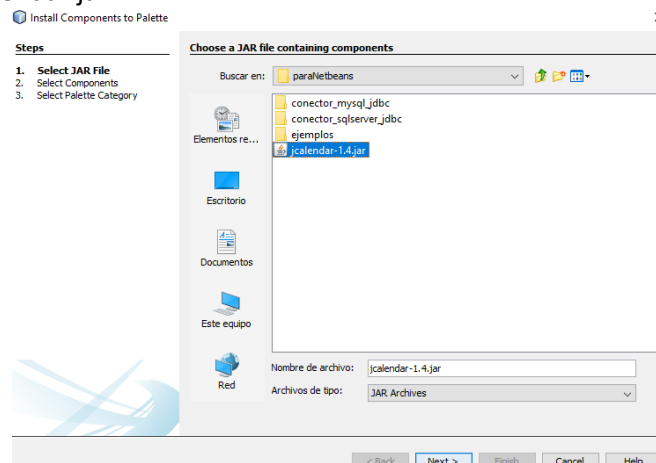 Install Components to Palette
Steps
1. Select JAR File
2. Select Components
3. Select Palette Category
Choose a JAR file containing components
Buscar en: paraNetbeans
conector_mysql_jdbc
conector_sqlserver_jdbc
ejemplos
jcalendar-1.4.jar
Elementos re...
Escritorio
Documentos
Este equipo
Red
Nombre de archivo: jcalendar-1.4.jar
Archivos de tipo: JAR Archives
< Back Next > Finish Cancel Help